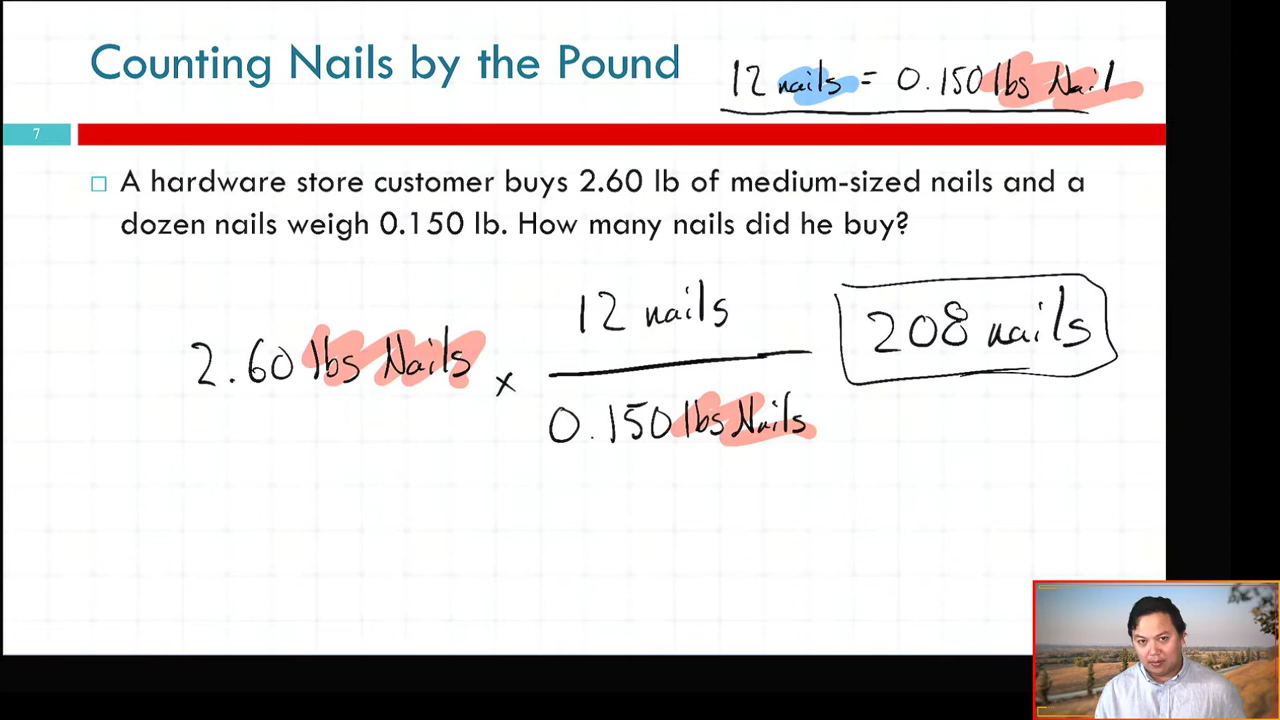 Counting Nails by the Pound
12 nails = 0.150 lbs Nail
7
A hardware store customer buys 2.60 lb of medium-sized nails and a
dozen nails weigh 0.150 lb. How many nails did he buy?
2.60 lbs Nails × 12 nails
0.150 lbs Nails
208 nails